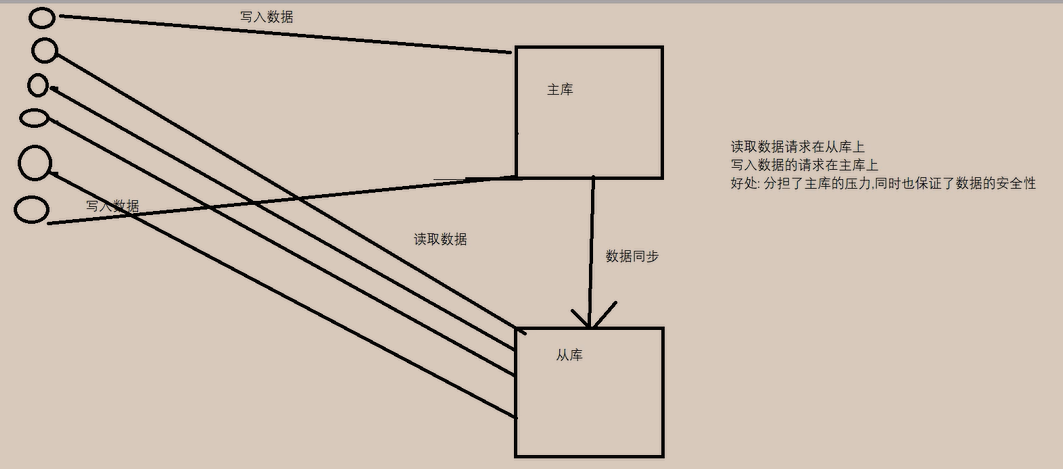 写入数据
主库
读取数据请求在从库上
写入数据的请求在主库上
好处: 分担了主库的压力,同时也保证了数据的安全性
写入数据
读取数据
数据同步
从库